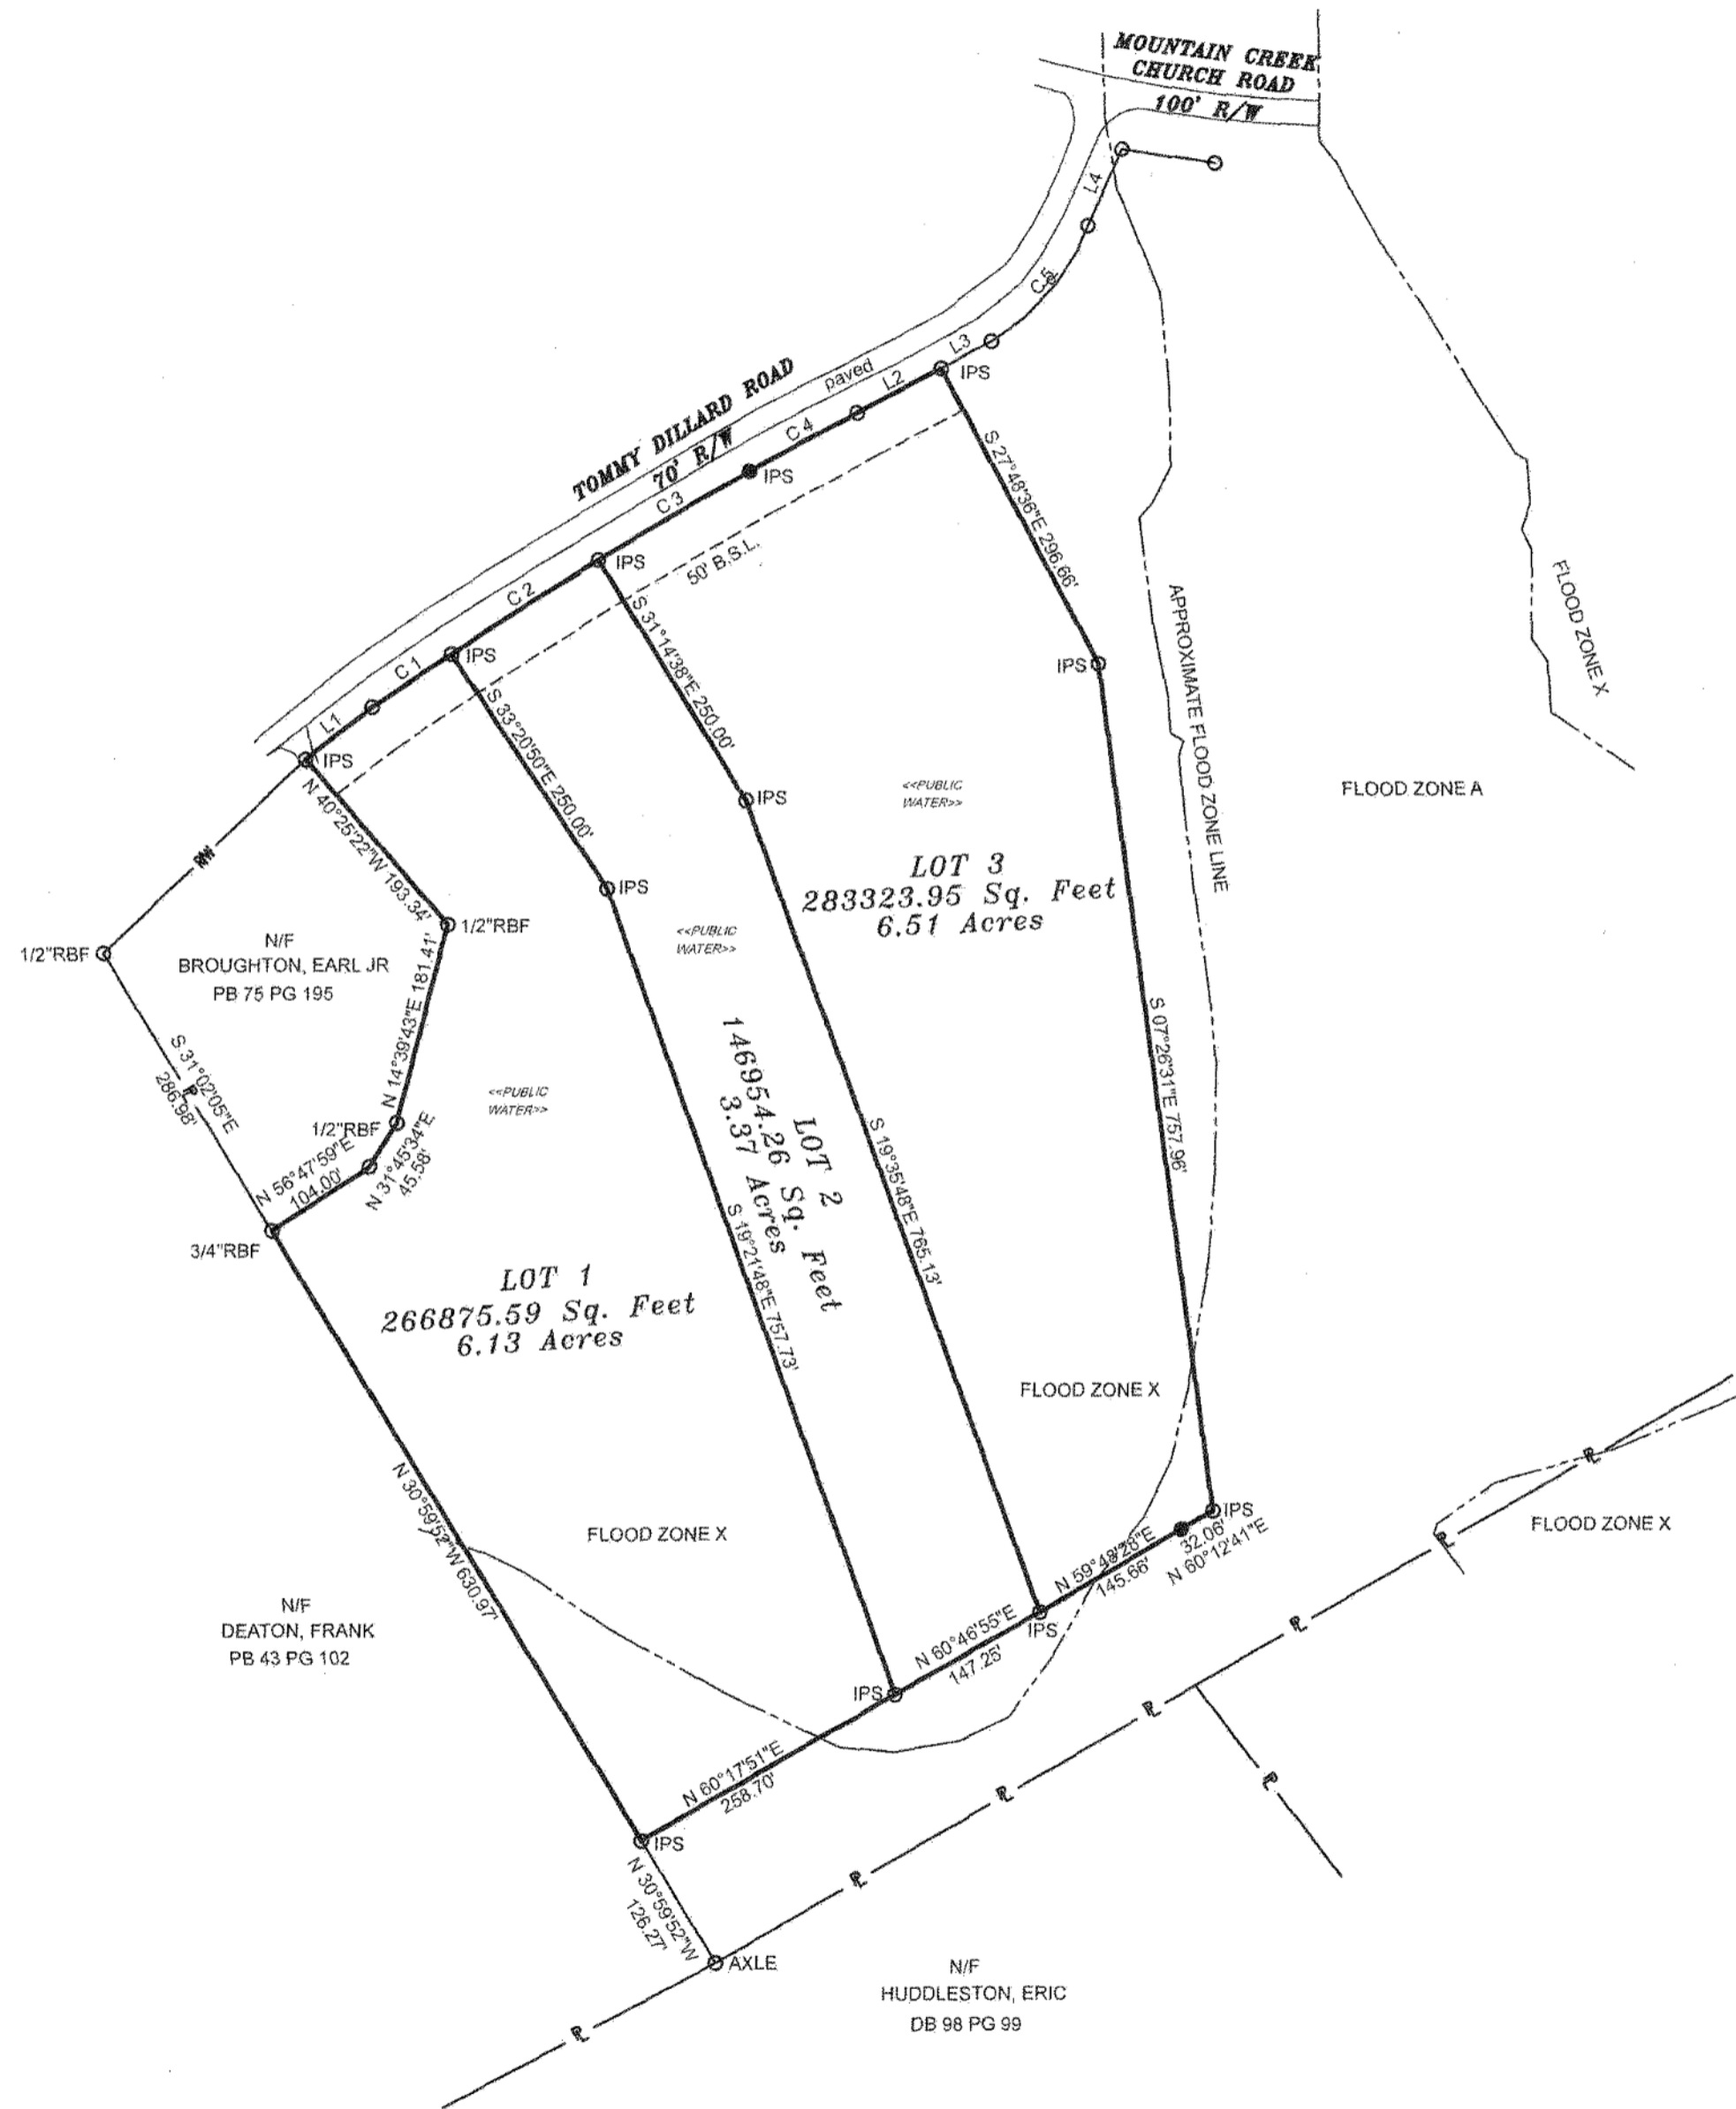 MOUNTAIN CREEK
CHURCH ROAD
100' R/W
L4
C5
L3
IPS
TOMMY DILLARD ROAD
70' R/W
paved
L2
C 4
IPS
C 3
IPS
50' B.S.L.
C 2
IPS
C 1
L1
IPS
S 27°48'36"E 296.66'
S 31°14'38"E 250.00'
S 33°20'50"E 250.00'
N 40°25'22"W 193.34'
IPS
IPS
IPS
APPROXIMATE FLOOD ZONE LINE
FLOOD ZONE X
FLOOD ZONE A
<<PUBLIC
WATER>>
LOT 3
283323.95 Sq. Feet
6.51 Acres
<<PUBLIC
WATER>>
R/W
1/2"RBF
1/2"RBF
N/F
BROUGHTON, EARL JR
PB 75 PG 195
N 14°39'43"E 181.41'
S 31°02'05"E
286.98'
<<PUBLIC
WATER>>
1/2"RBF
N 56°47'59"E
104.00'
N 31°45'34"E
45.58'
3/4"RBF
LOT 2
146954.26 Sq. Feet
3.37 Acres
S 07°26'31"E 757.96'
S 19°35'48"E 765.13'
S 19°21'48"E 757.73'
LOT 1
266875.59 Sq. Feet
6.13 Acres
FLOOD ZONE X
N 30°59'52"W 630.97'
FLOOD ZONE X
FLOOD ZONE X
IPS
32.06'
N 60°12'41"E
N 59°48'28"E
145.66'
IPS
N 60°46'55"E
147.25'
IPS
N/F
DEATON, FRANK
PB 43 PG 102
N 60°17'51"E
258.70'
IPS
N 30°59'52"W
126.27'
AXLE
N/F
HUDDLESTON, ERIC
DB 98 PG 99